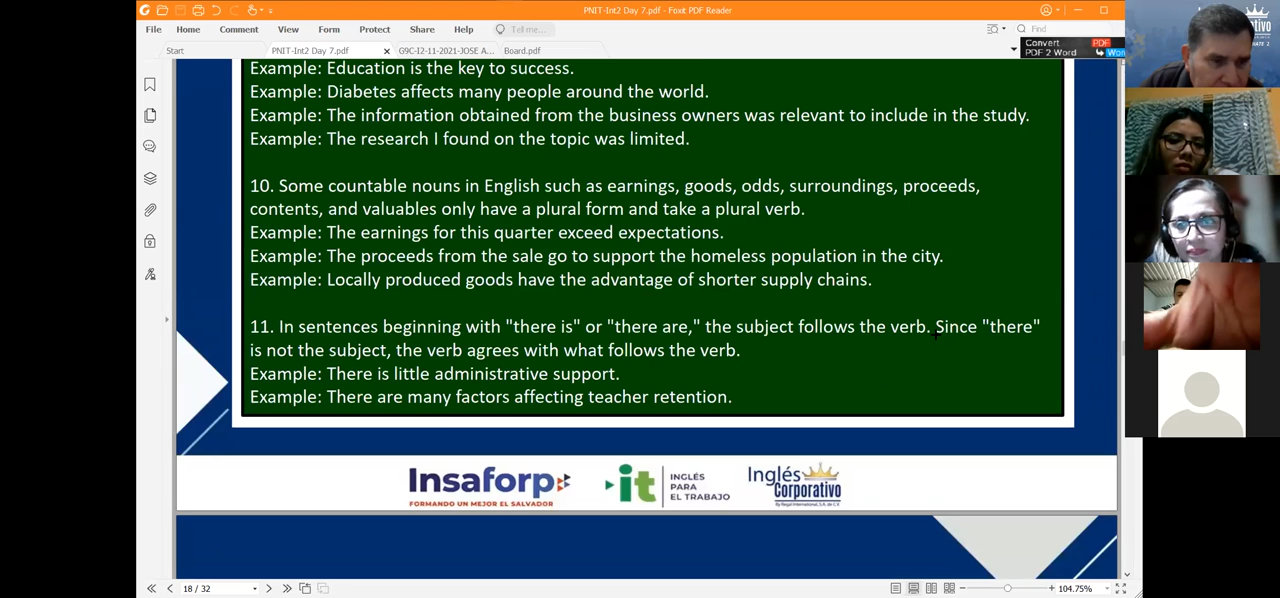 PNIT-Int2 Day 7.pdf - Foxit PDF Reader
File Home Comment View Form Protect Share Help Tell me... Find
Start PNIT-Int2 Day 7.pdf G9C-12-11-2021-JOSE A... Board.pdf
Convert PDF
PDF 2 Word
Example: Education is the key to success.
Example: Diabetes affects many people around the world.
Example: The information obtained from the business owners was relevant to include in the study.
Example: The research I found on the topic was limited.
10. Some countable nouns in English such as earnings, goods, odds, surroundings, proceeds,
contents, and valuables only have a plural form and take a plural verb.
Example: The earnings for this quarter exceed expectations.
Example: The proceeds from the sale go to support the homeless population in the city.
Example: Locally produced goods have the advantage of shorter supply chains.
11. In sentences beginning with "there is" or "there are," the subject follows the verb. Since "there"
is not the subject, the verb agrees with what follows the verb.
Example: There is little administrative support.
Example: There are many factors affecting teacher retention.
Insaforp
FORMANDO UN MEJOR EL SALVADOR
it
INGLÉS
PARA
EL TRABAJO
Inglés
Corporativo
18 / 32
104.75%